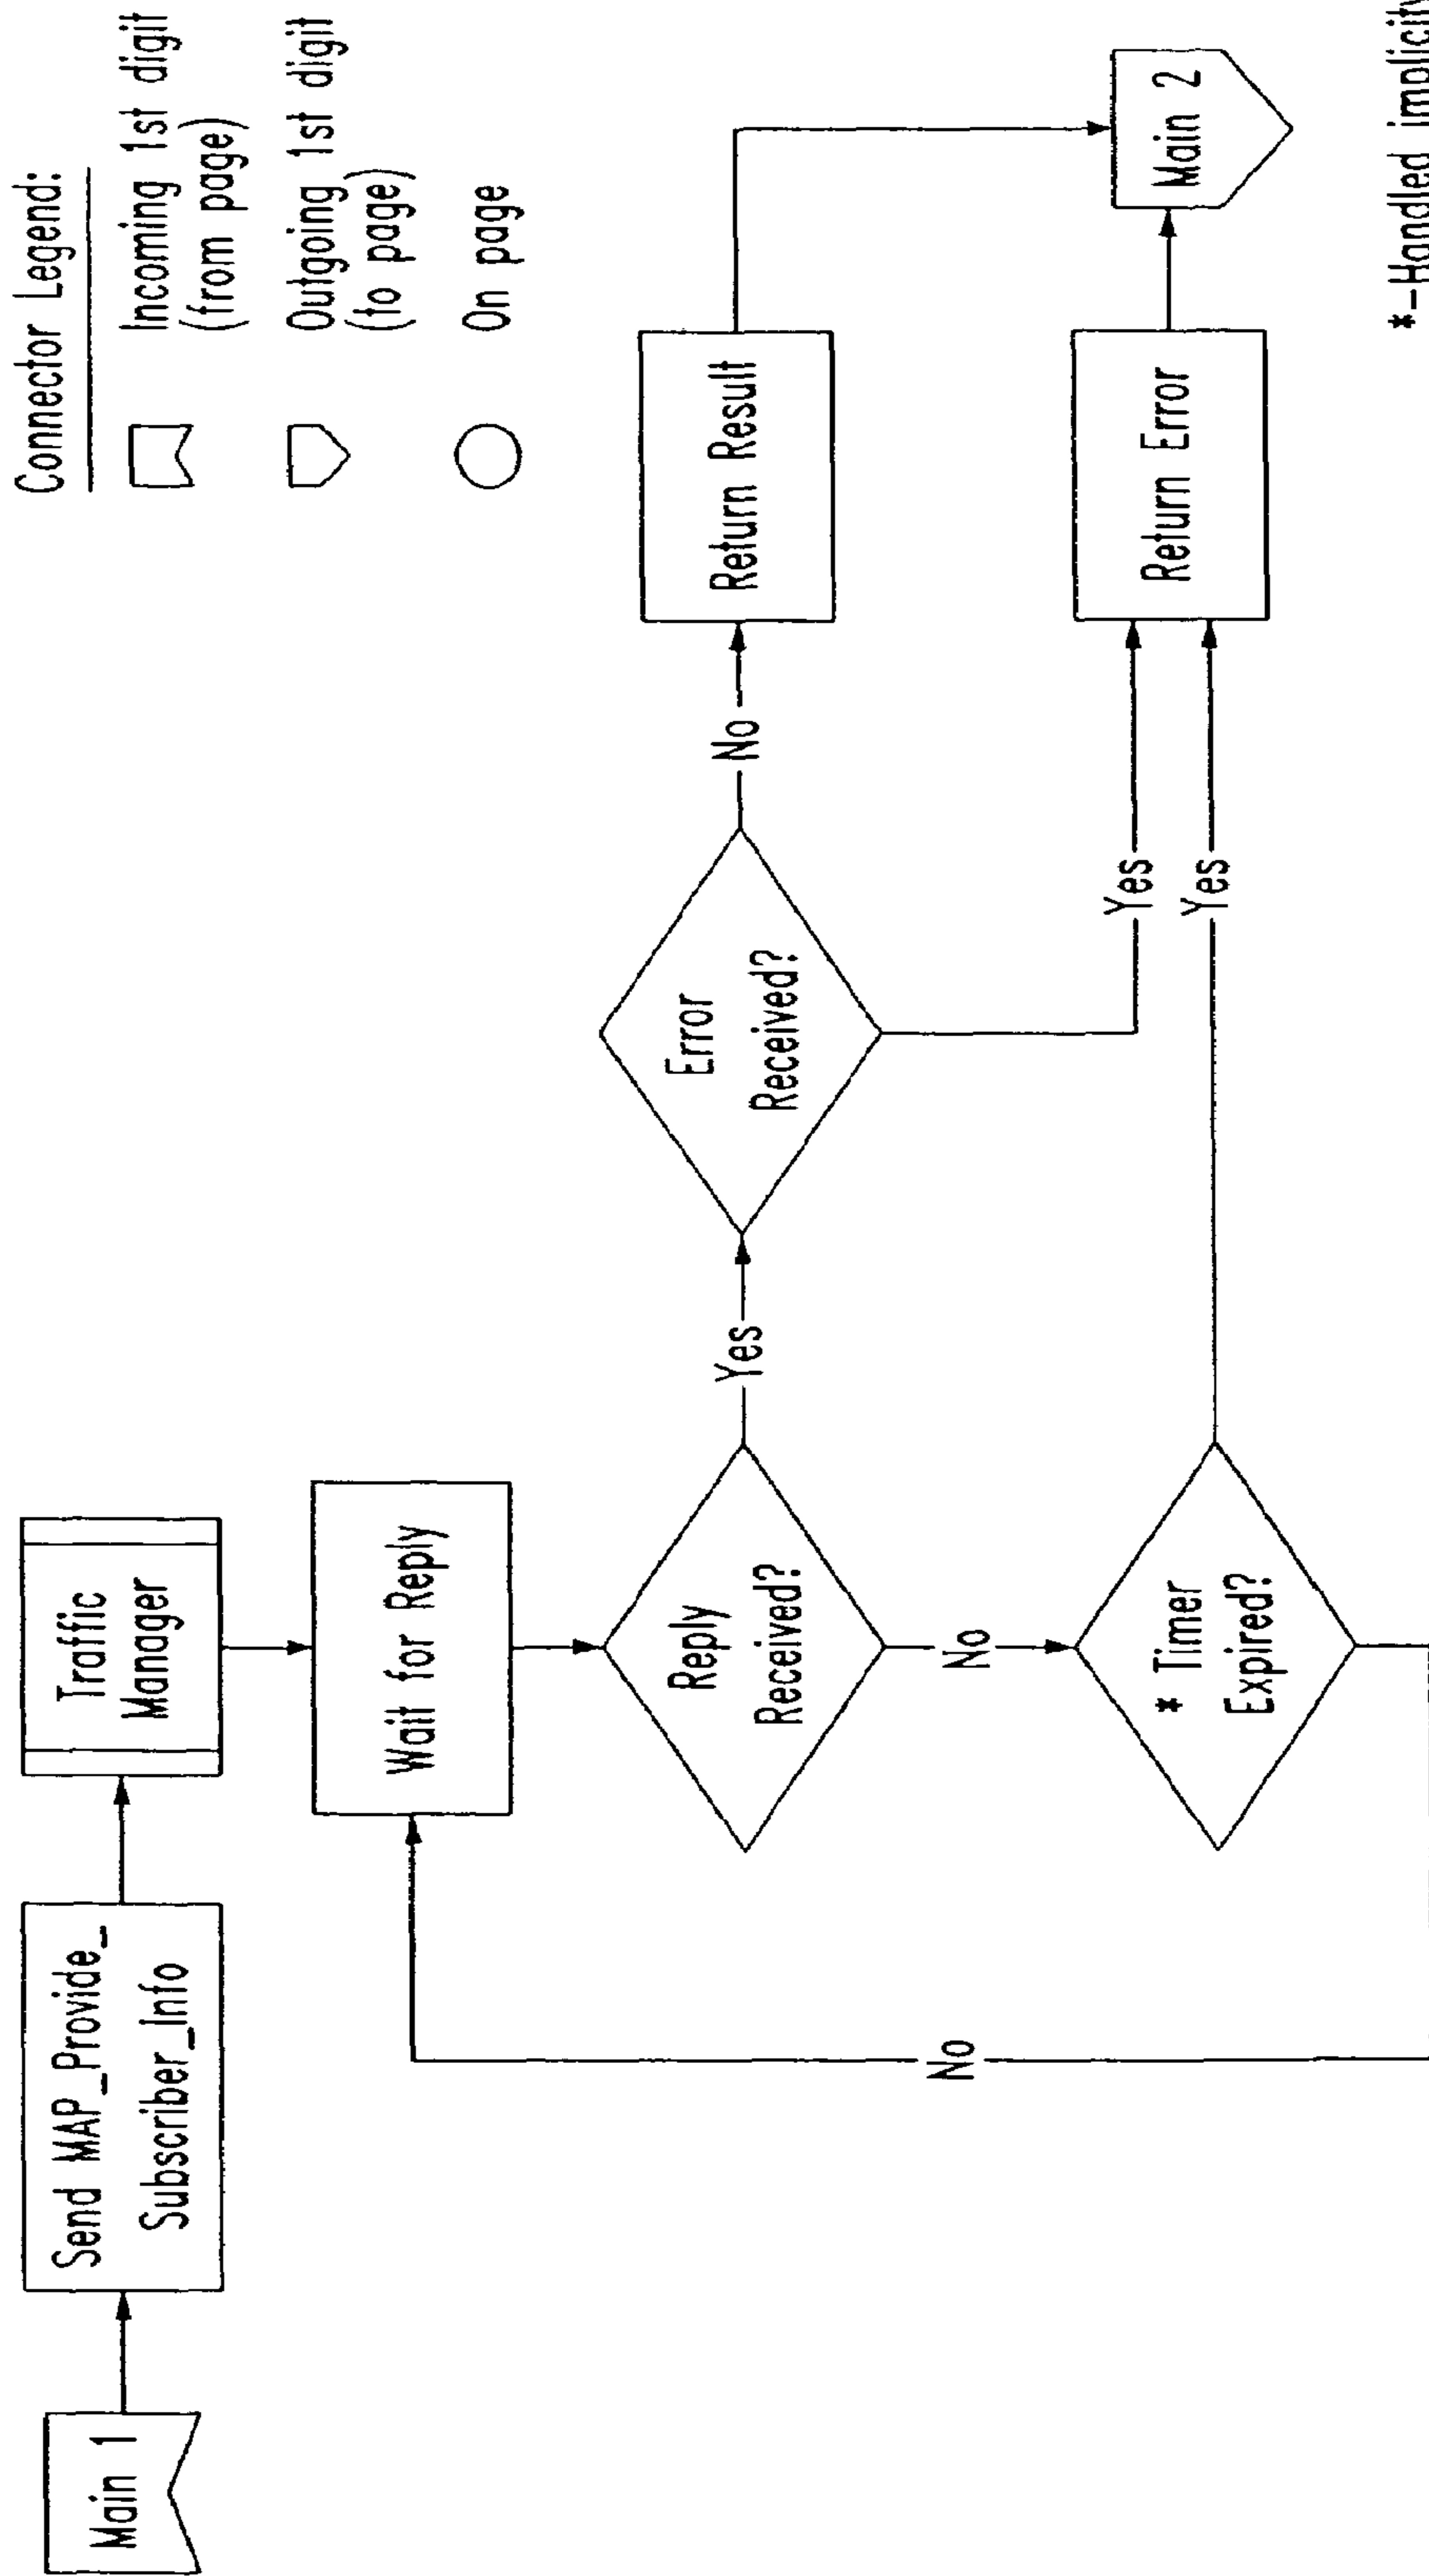 Connector Legend:
Incoming 1st digit
(from page)
Outgoing 1st digit
(to page)
On page
Main 1
Send MAP_Provide_
Subscriber_Info
Traffic
Manager
Wait for Reply
Reply
Received?
Yes
Error
Received?
No
Return Result
No
* Timer
Expired?
Yes
Yes
Return Error
Main 2
No
*-Handled implicity